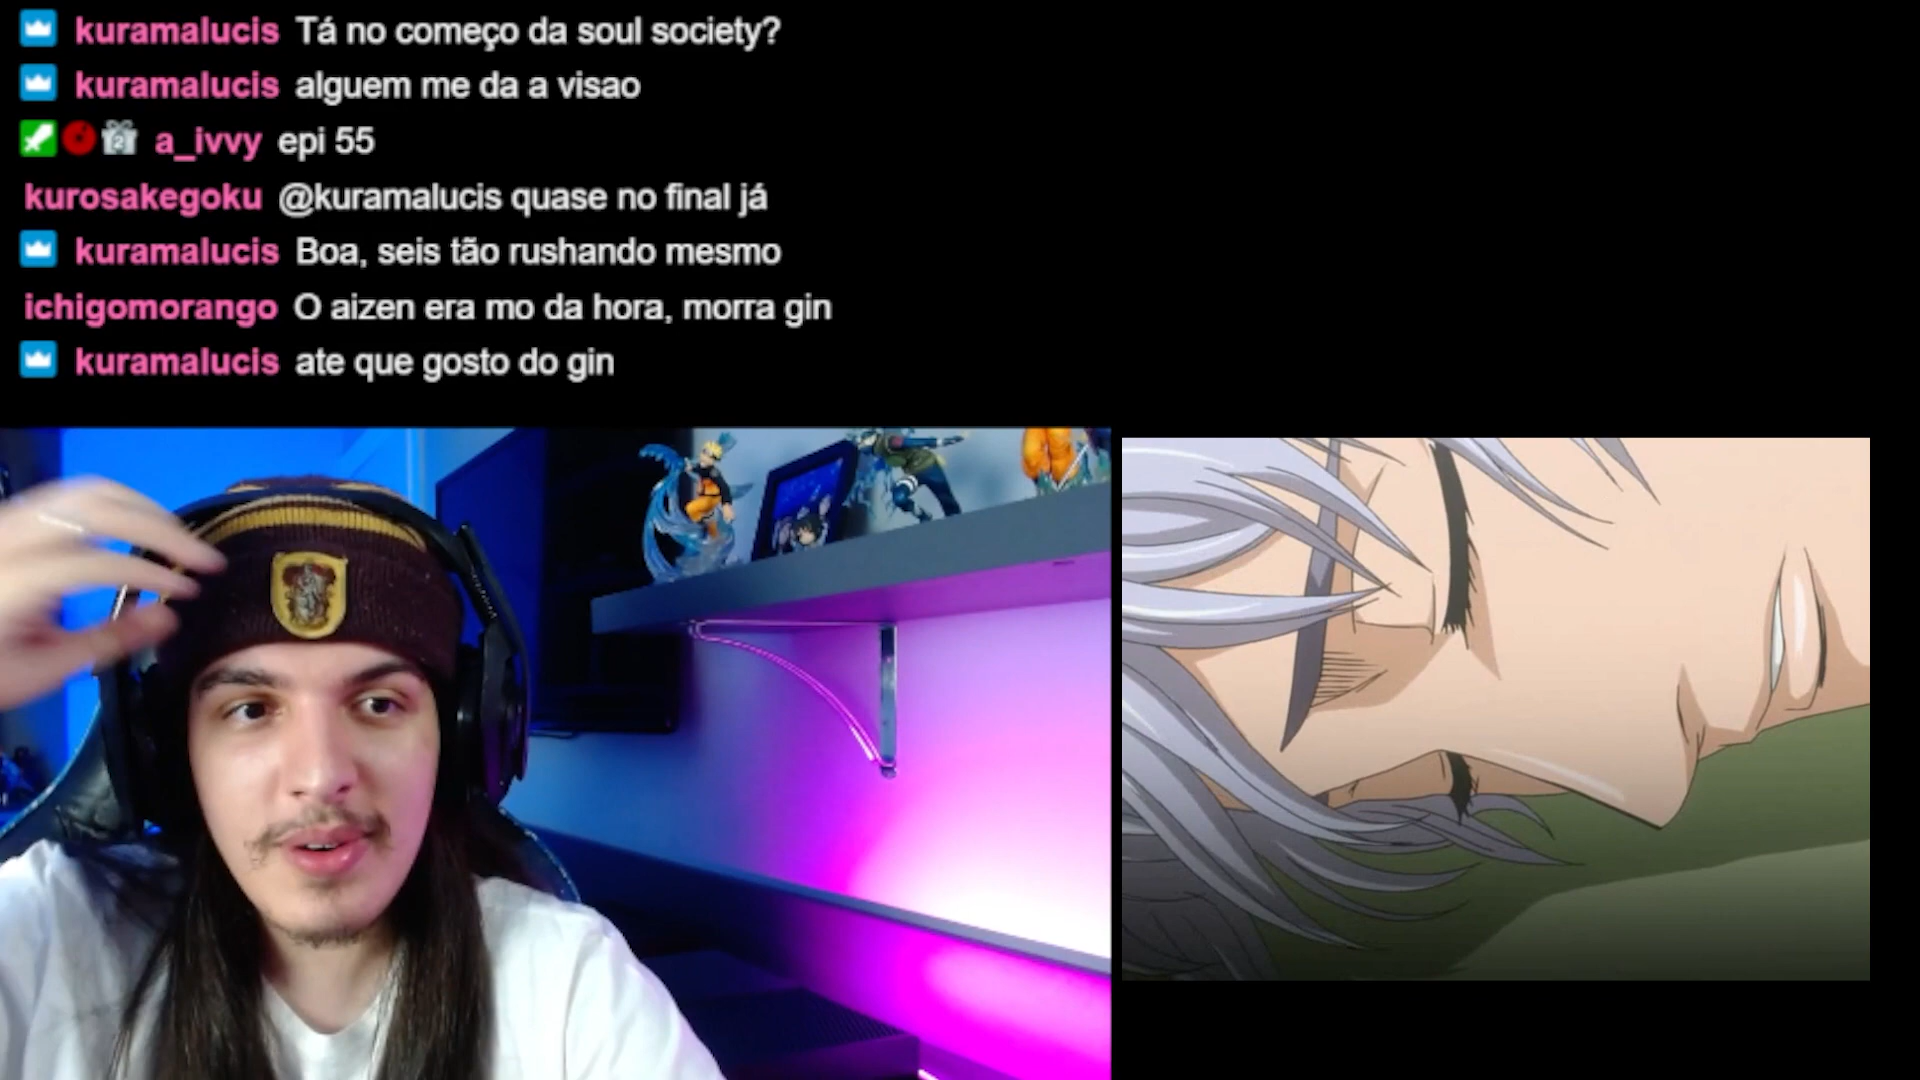 kuramalucis Tá no começo da soul society?
kuramalucis alguem me da a visao
2 a_ivvy epi 55
kurosakegoku @kuramalucis quase no final já
kuramalucis Boa, seis tão rushando mesmo
ichigomorango O aizen era mo da hora, morra gin
kuramalucis ate que gosto do gin